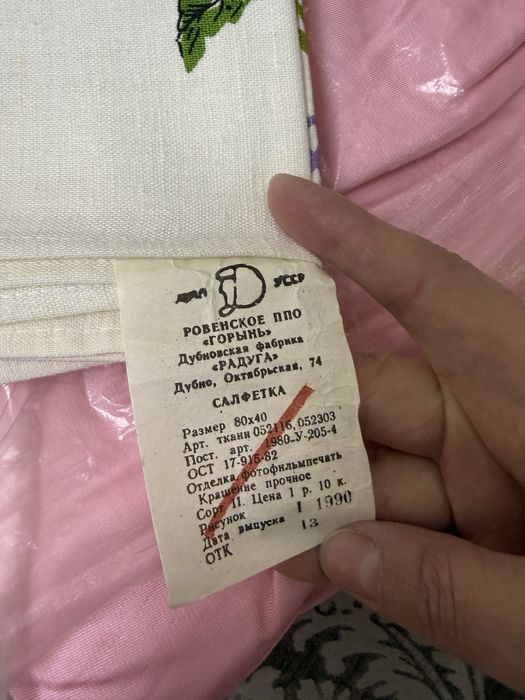 УССР
РОВЕНСКОЕ ППО
«ГОРЫНЬ»
Дубновская фабрика
«РАДУГА»
Дубно, Октябрьская, 74
САЛФЕТКА
Размер 80х40
Арт. ткани 052116, 052303
Пост. арт. 1980-У-205-4
ОСТ 17-915-82
Отделка фотофильмпечать
Крашение прочное
Сорт II. Цена 1 р. 10 к.
Рисунок
Дата выпуска I 1990
ОТК 13